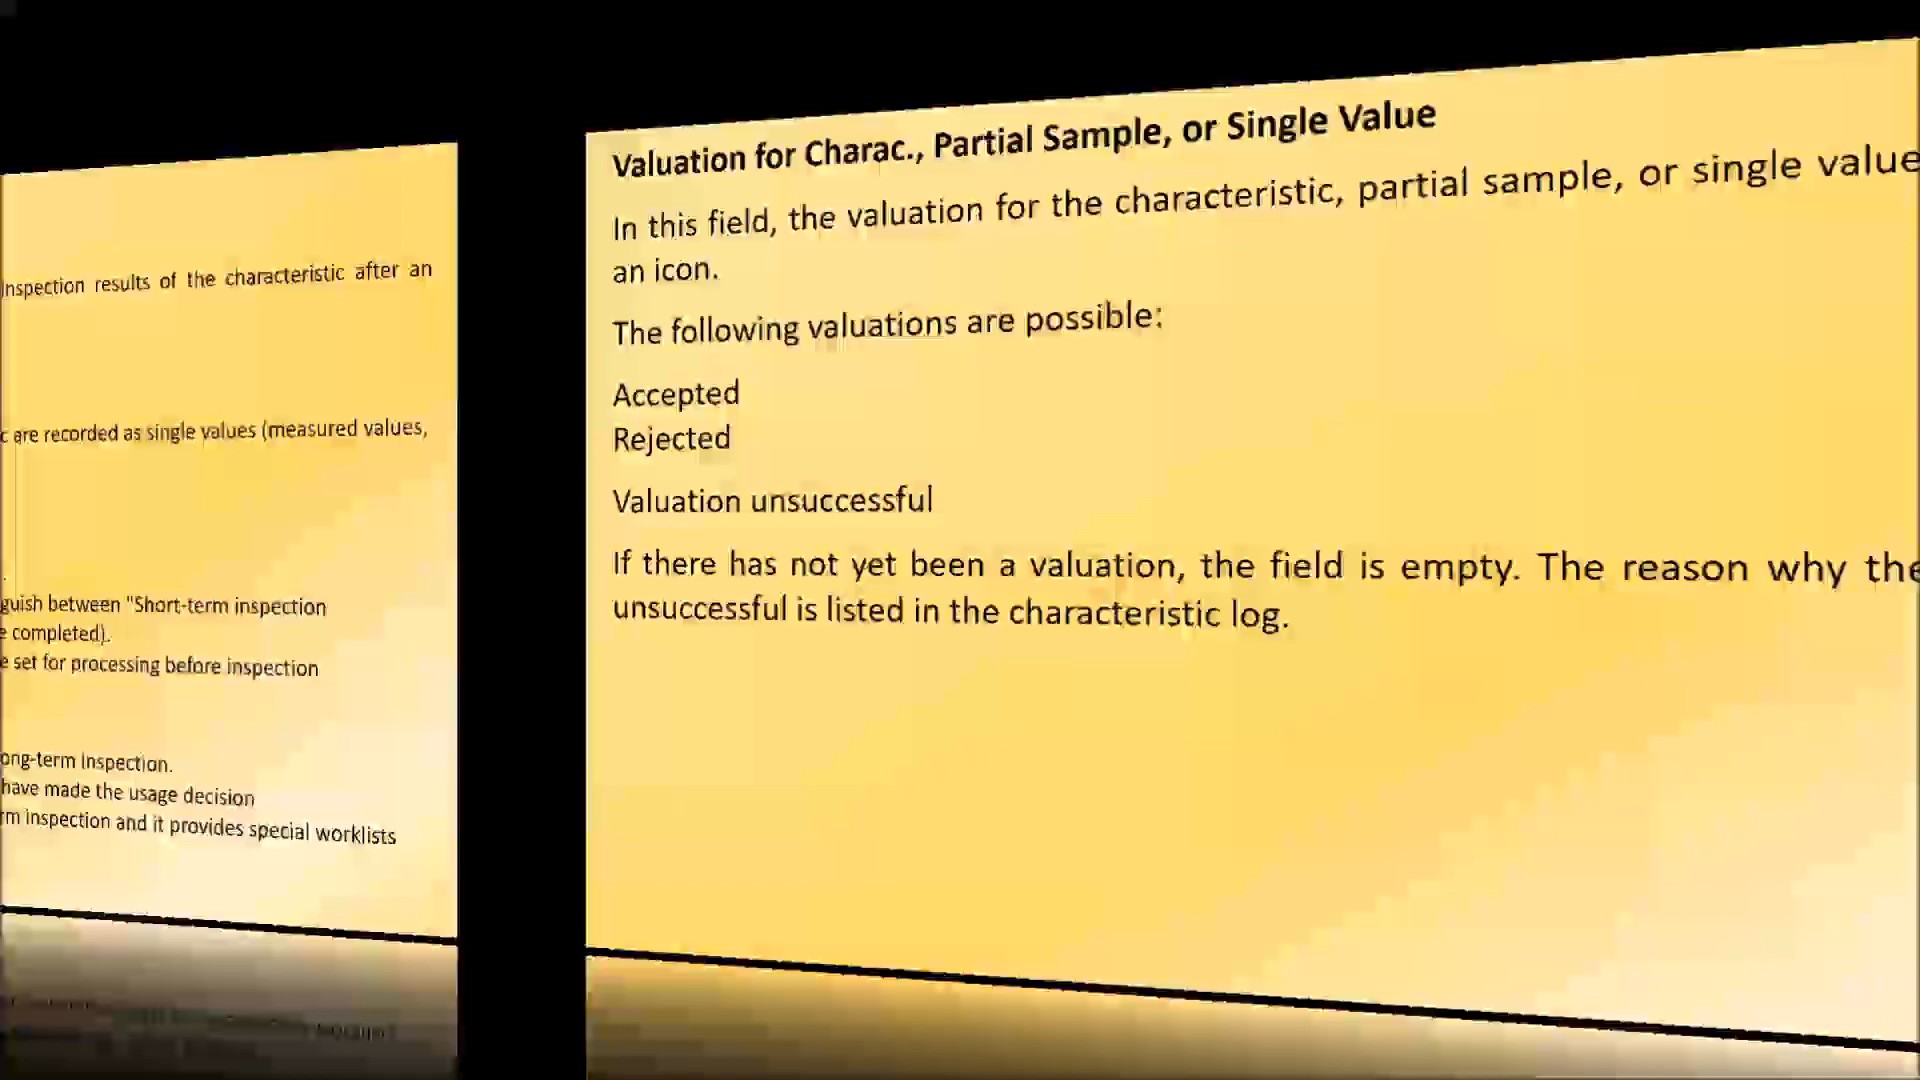 inspection results of the characteristic after an
are recorded as single values (measured values,
between "Short-term inspection
completed).
set for processing before inspection
inspection.
have made the usage decision
inspection and it provides special worklists
Valuation for Charac., Partial Sample, or Single Value
In this field, the valuation for the characteristic, partial sample, or single value
an icon.
The following valuations are possible:
Accepted
Rejected
Valuation unsuccessful
If there has not yet been a valuation, the field is empty. The reason why the
unsuccessful is listed in the characteristic log.